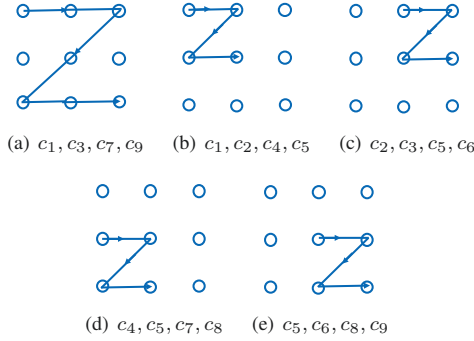 (a) c₁, c₃, c₇, c₉ (b) c₁, c₂, c₄, c₅ (c) c₂, c₃, c₅, c₆
(d) c₄, c₅, c₇, c₈ (e) c₅, c₆, c₈, c₉